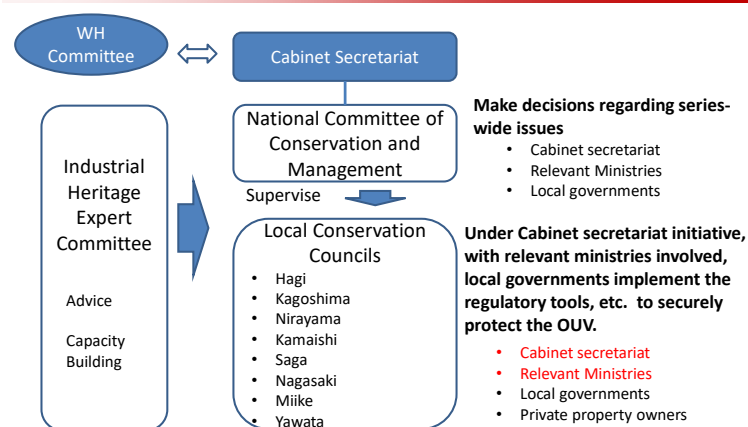 WH
Committee
Cabinet Secretariat
National Committee of
Conservation and
Management
Make decisions regarding series-
wide issues
• Cabinet secretariat
• Relevant Ministries
• Local governments
Industrial
Heritage
Expert
Committee
Advice
Capacity
Building
Supervise
Local Conservation
Councils
• Hagi
• Kagoshima
• Nirayama
• Kamaishi
• Saga
• Nagasaki
• Miike
• Yawata
Under Cabinet secretariat initiative,
with relevant ministries involved,
local governments implement the
regulatory tools, etc. to securely
protect the OUV.
• Cabinet secretariat
• Relevant Ministries
• Local governments
• Private property owners